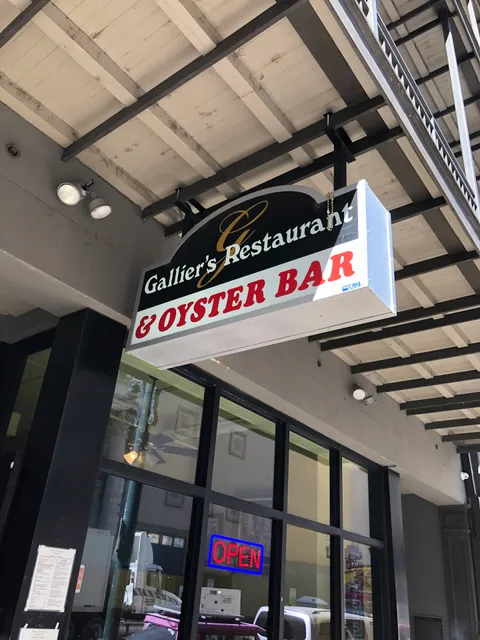 G
Gallier's Restaurant
& OYSTER BAR
OPEN